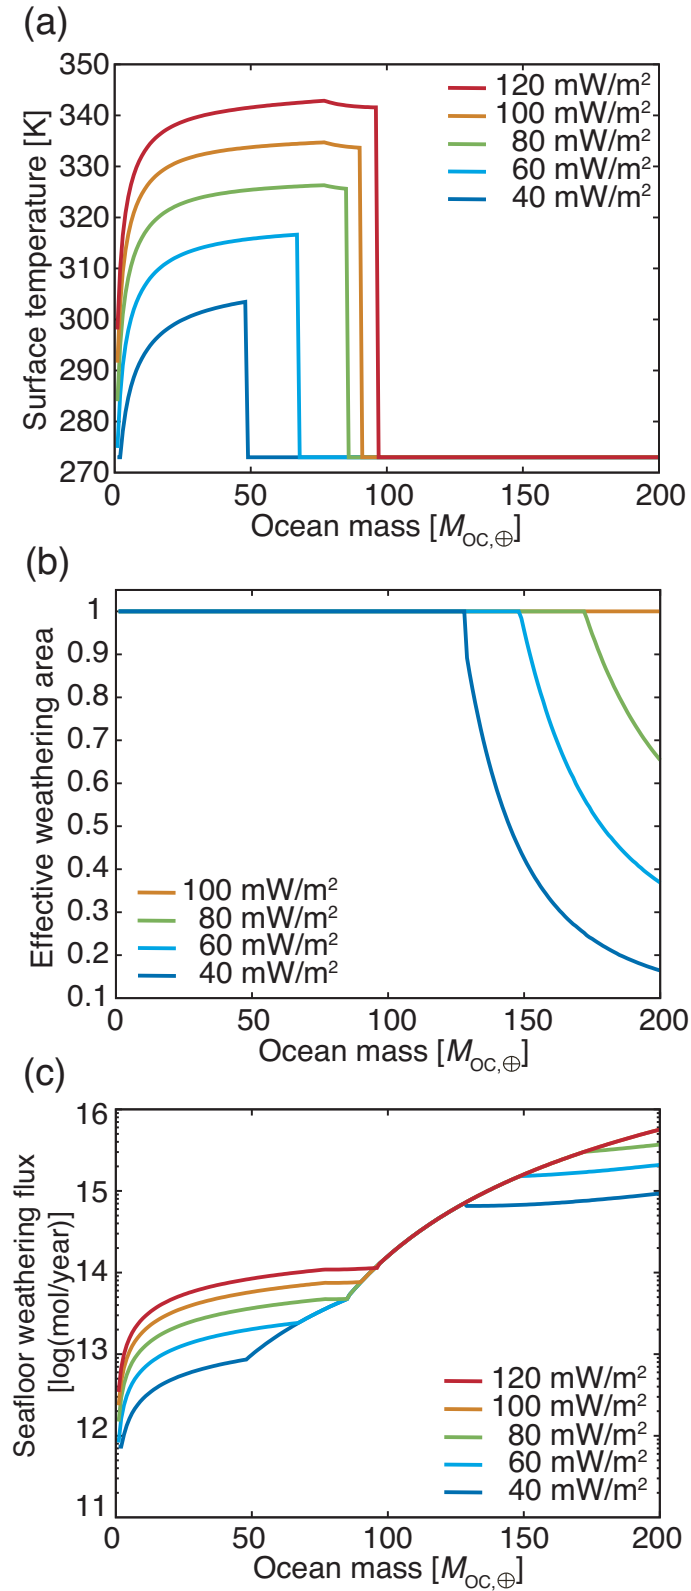 (a)
350
340
330
320
310
300
290
280
270
Surface temperature [K]
120 mW/m²
100 mW/m²
80 mW/m²
60 mW/m²
40 mW/m²
0 50 100 150 200
Ocean mass [M_OC,⊕]
(b)
1
0.9
0.8
0.7
0.6
0.5
0.4
0.3
0.2
0.1
Effective weathering area
100 mW/m²
80 mW/m²
60 mW/m²
40 mW/m²
0 50 100 150 200
Ocean mass [M_OC,⊕]
(c)
16
15
14
13
12
11
Seafloor weathering flux
[log(mol/year)]
120 mW/m²
100 mW/m²
80 mW/m²
60 mW/m²
40 mW/m²
0 50 100 150 200
Ocean mass [M_OC,⊕]